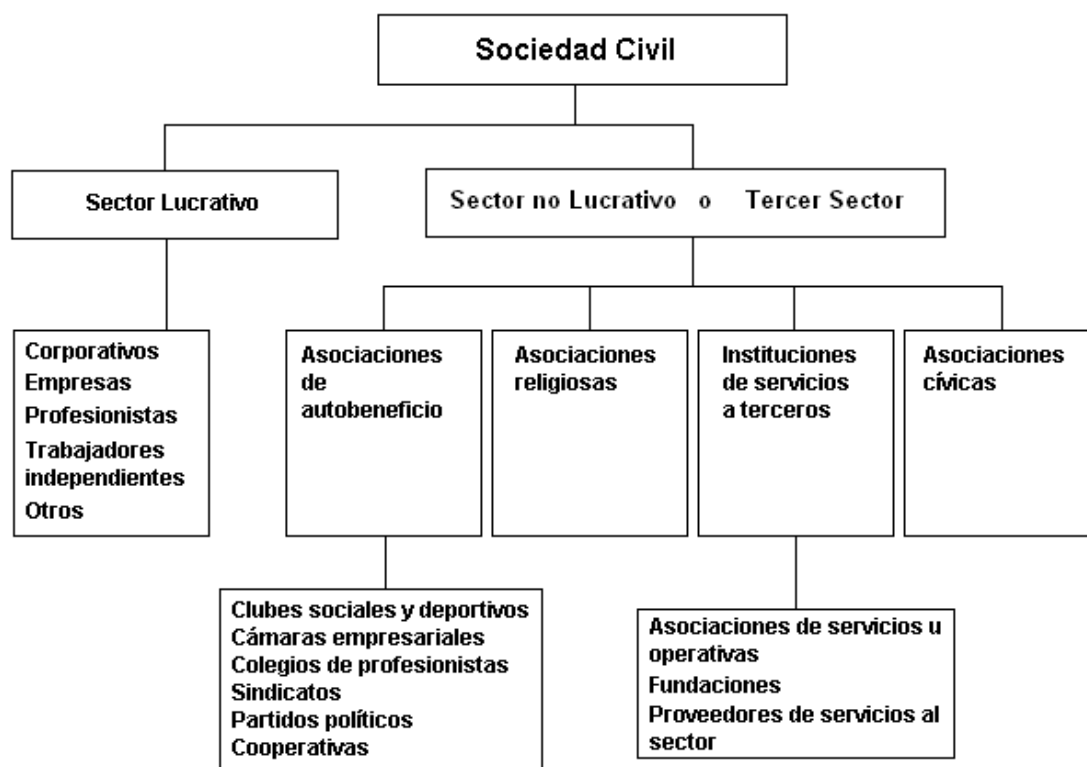 Sociedad Civil
Sector Lucrativo
Sector no Lucrativo o Tercer Sector
Corporativos
Empresas
Profesionistas
Trabajadores
independientes
Otros
Asociaciones
de
autobeneficio
Asociaciones
religiosas
Instituciones
de servicios
a terceros
Asociaciones
cívicas
Clubes sociales y deportivos
Cámaras empresariales
Colegios de profesionistas
Sindicatos
Partidos políticos
Cooperativas
Asociaciones de servicios u
operativas
Fundaciones
Proveedores de servicios al
sector